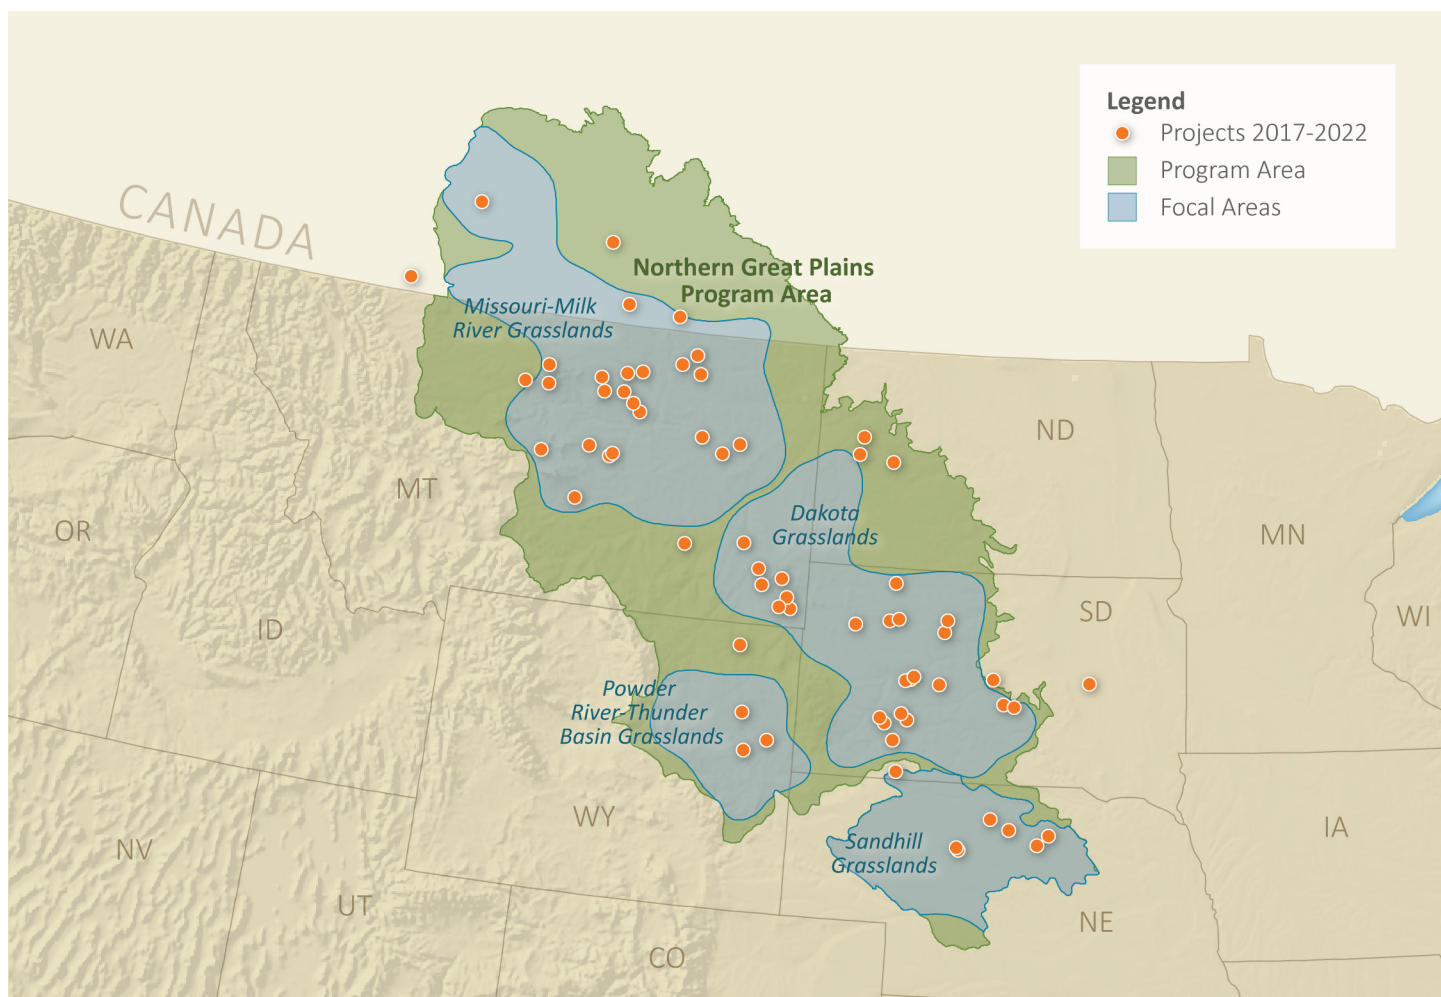 Legend
Projects 2017-2022
Program Area
Focal Areas
CANADA
Northern Great Plains
Program Area
Missouri-Milk
River Grasslands
WA
ND
MT
OR
Dakota
Grasslands
MN
SD
WI
ID
Powder
River-Thunder
Basin Grasslands
WY
IA
NV
Sandhill
Grasslands
UT
NE
CO